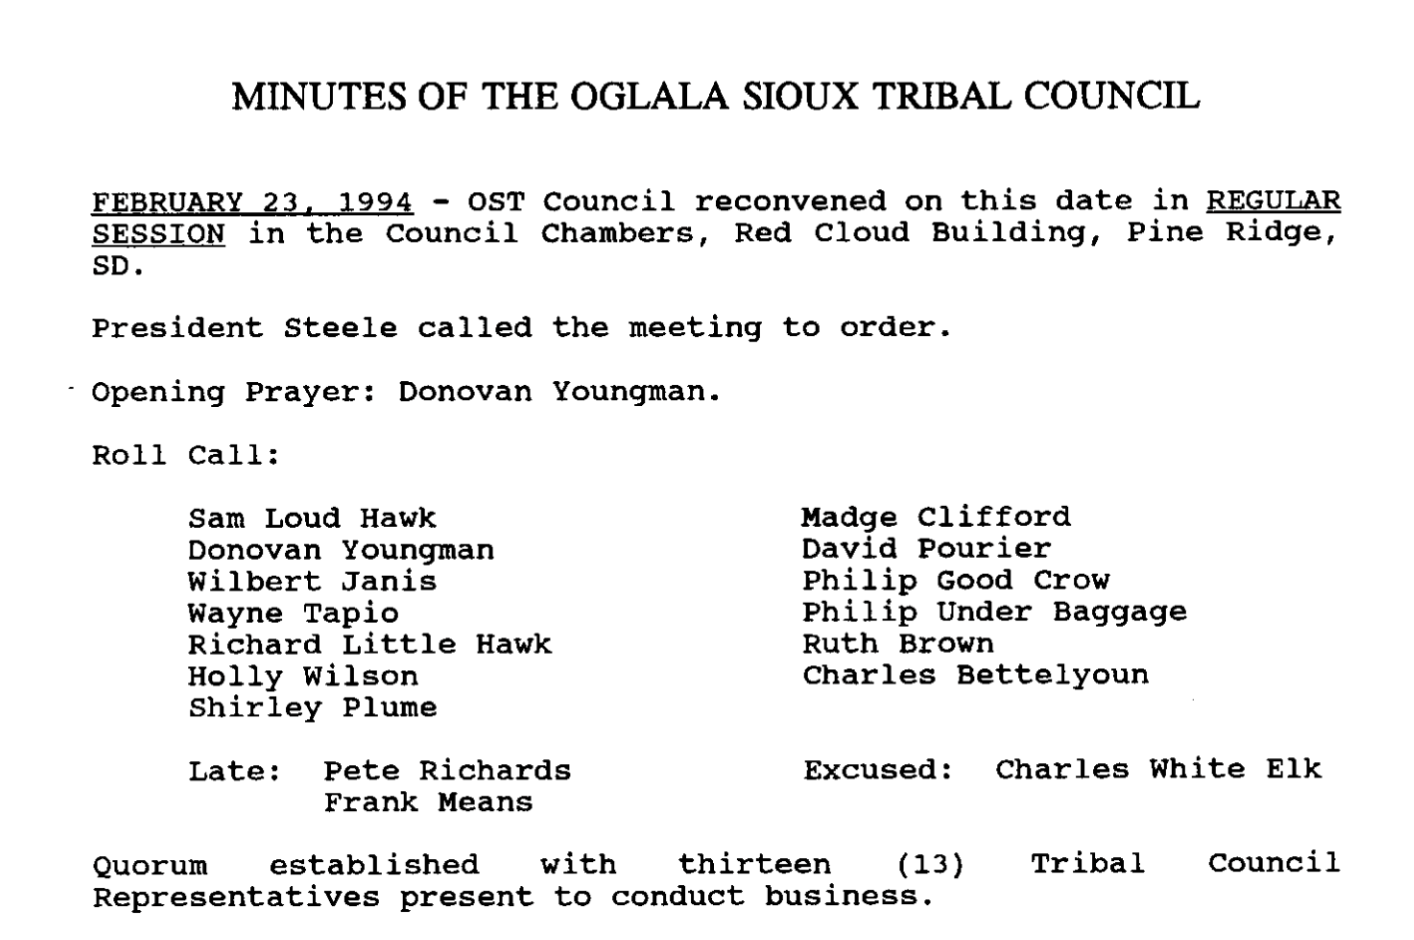 MINUTES OF THE OGLALA SIOUX TRIBAL COUNCIL
FEBRUARY 23, 1994 - OST Council reconvened on this date in REGULAR
SESSION in the Council Chambers, Red Cloud Building, Pine Ridge,
SD.
President Steele called the meeting to order.
Opening Prayer: Donovan Youngman.
Roll Call:
Sam Loud Hawk
Donovan Youngman
Wilbert Janis
Wayne Tapio
Richard Little Hawk
Holly Wilson
Shirley Plume
Madge Clifford
David Pourier
Philip Good Crow
Philip Under Baggage
Ruth Brown
Charles Bettelyoun
Late: Pete Richards
Frank Means
Excused: Charles White Elk
Quorum established with thirteen (13) Tribal Council
Representatives present to conduct business.